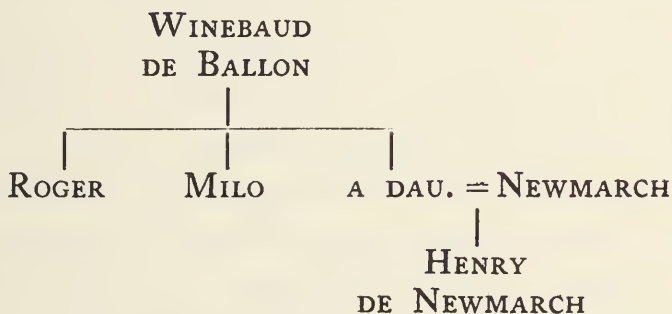 WINEBAUD
DE BALLON
ROGER MILO A DAU. = NEWMARCH
HENRY
DE NEWMARCH